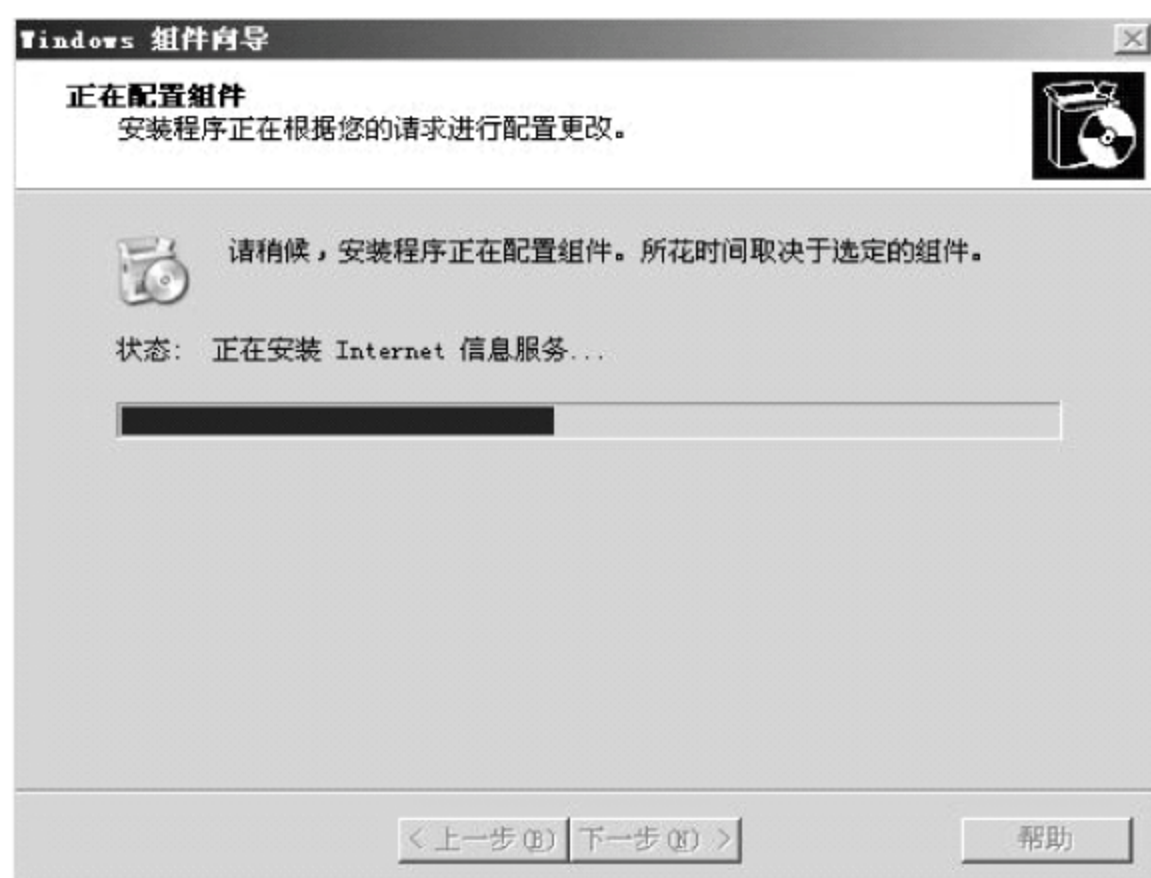 Windows 组件向导
正在配置组件
安装程序正在根据您的请求进行配置更改。
请稍候，安装程序正在配置组件。所花时间取决于选定的组件。
状态： 正在安装 Internet 信息服务...
< 上一步(B) 下一步(N) > 帮助